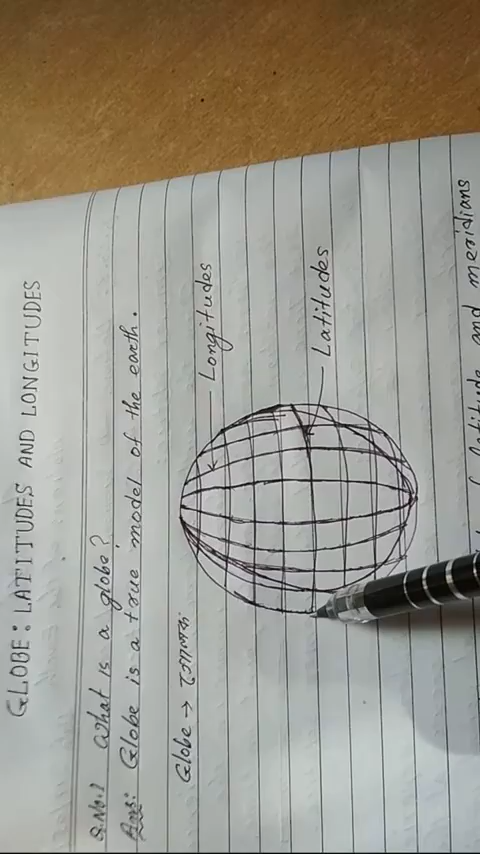 GLOBE: LATITUDES AND LONGITUDES
Q.No.1 What is a globe?
Ans: Globe is a true model of the earth.
Globe → গোলক
Longitudes
Latitudes
latitude and meridians